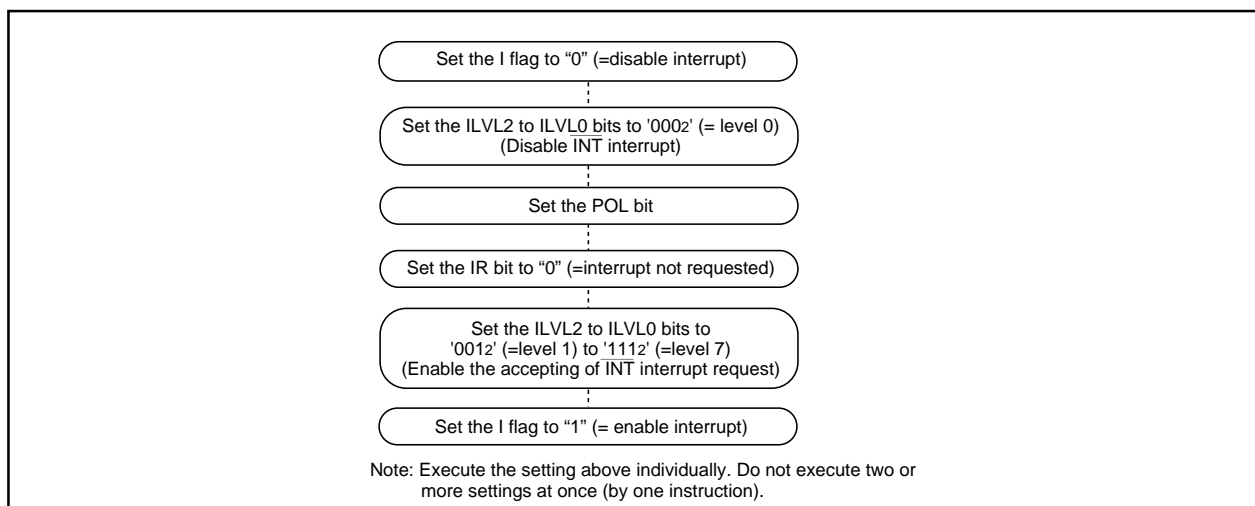 Set the I flag to “0” (=disable interrupt)
Set the ILVL2 to ILVL0 bits to '0002' (= level 0)
(Disable INT interrupt)
Set the POL bit
Set the IR bit to “0” (=interrupt not requested)
Set the ILVL2 to ILVL0 bits to
'0012' (=level 1) to '1112' (=level 7)
(Enable the accepting of INT interrupt request)
Set the I flag to “1” (= enable interrupt)
Note: Execute the setting above individually. Do not execute two or
more settings at once (by one instruction).